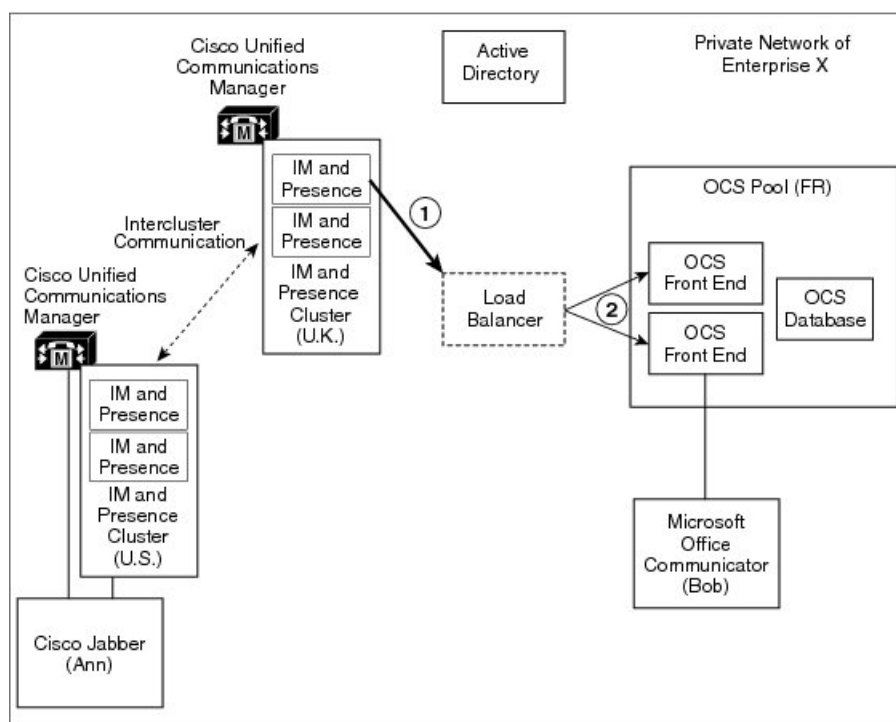 Cisco Unified
Communications
Manager
M
Active
Directory
Private Network of
Enterprise X
IM and
Presence
IM and
Presence
IM and
Presence
Cluster
(U.K.)
1
Intercluster
Communication
Load
Balancer
2
OCS Pool (FR)
OCS
Front End
OCS
Front End
OCS
Database
Cisco Unified
Communications
Manager
M
IM and
Presence
IM and
Presence
IM and
Presence
Cluster
(U.S.)
Microsoft
Office
Communicator
(Bob)
Cisco Jabber
(Ann)